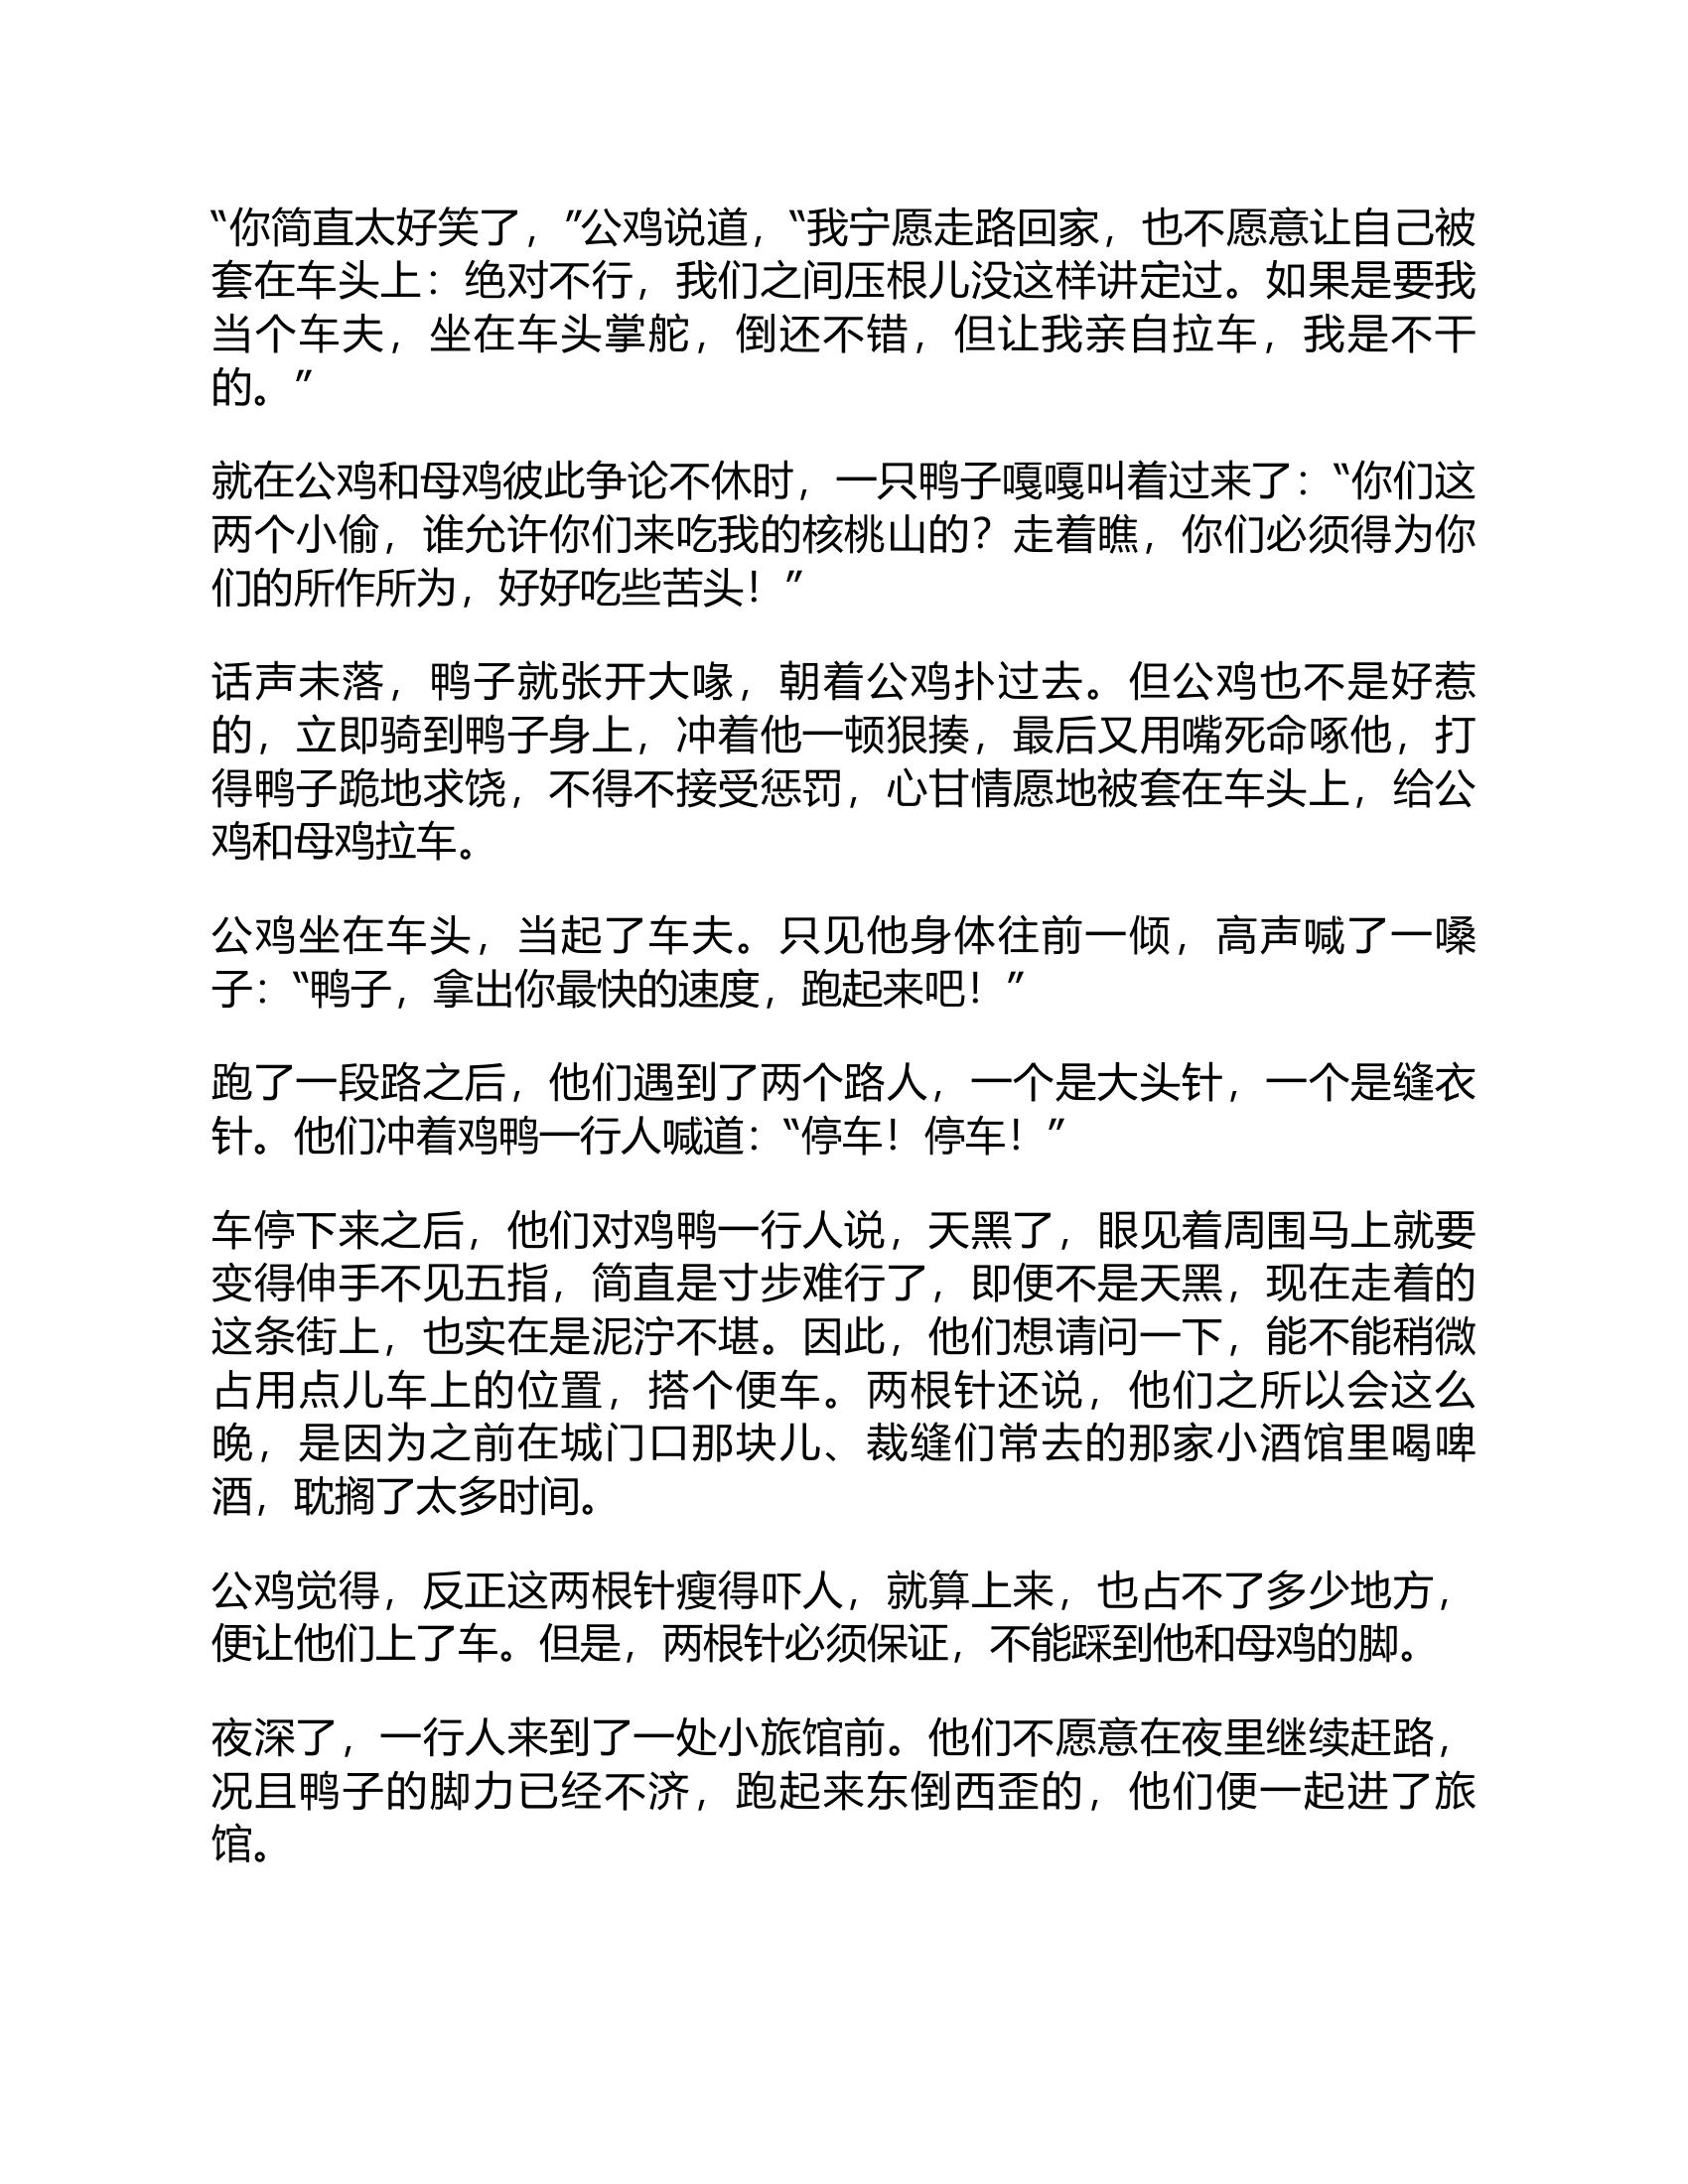 “你简直太好笑了，”公鸡说道，“我宁愿走路回家，也不愿意让自己被
套在车头上：绝对不行，我们之间压根儿没这样讲定过。如果是要我
当个车夫，坐在车头掌舵，倒还不错，但让我亲自拉车，我是不干
的。”
就在公鸡和母鸡彼此争论不休时，一只鸭子嘎嘎叫着过来了：“你们这
两个小偷，谁允许你们来吃我的核桃山的？走着瞧，你们必须得为你
们的所作所为，好好吃些苦头！”
话声未落，鸭子就张开大喙，朝着公鸡扑过去。但公鸡也不是好惹
的，立即骑到鸭子身上，冲着他一顿狠揍，最后又用嘴死命啄他，打
得鸭子跪地求饶，不得不接受惩罚，心甘情愿地被套在车头上，给公
鸡和母鸡拉车。
公鸡坐在车头，当起了车夫。只见他身体往前一倾，高声喊了一嗓
子：“鸭子，拿出你最快的速度，跑起来吧！”
跑了一段路之后，他们遇到了两个路人，一个是大头针，一个是缝衣
针。他们冲着鸡鸭一行人喊道：“停车！停车！”
车停下来之后，他们对鸡鸭一行人说，天黑了，眼见着周围马上就要
变得伸手不见五指，简直是寸步难行了，即便不是天黑，现在走着的
这条街上，也实在是泥泞不堪。因此，他们想请问一下，能不能稍微
占用点儿车上的位置，搭个便车。两根针还说，他们之所以会这么
晚，是因为之前在城门口那块儿、裁缝们常去的那家小酒馆里喝啤
酒，耽搁了太多时间。
公鸡觉得，反正这两根针瘦得吓人，就算上来，也占不了多少地方，
便让他们上了车。但是，两根针必须保证，不能踩到他和母鸡的脚。
夜深了，一行人来到了一处小旅馆前。他们不愿意在夜里继续赶路，
况且鸭子的脚力已经不济，跑起来东倒西歪的，他们便一起进了旅
馆。